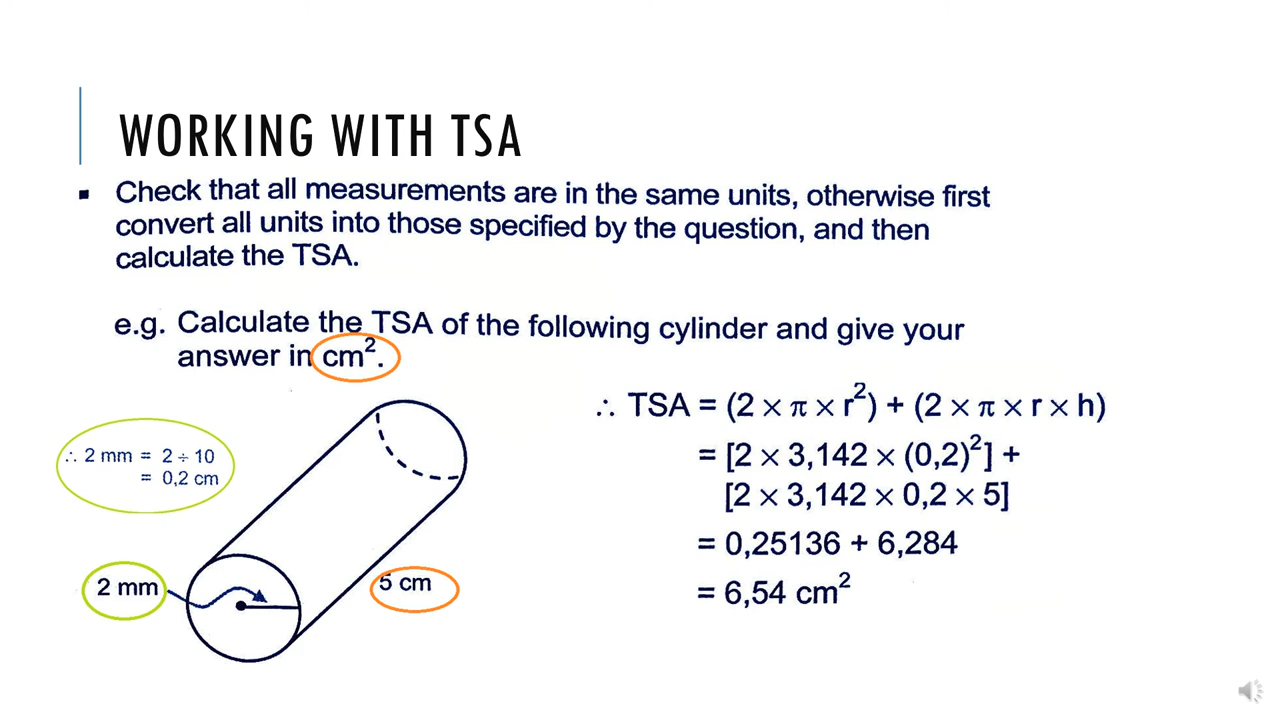 WORKING WITH TSA
▪ Check that all measurements are in the same units, otherwise first
convert all units into those specified by the question, and then
calculate the TSA.
e.g. Calculate the TSA of the following cylinder and give your
answer in cm².
∴ 2 mm = 2 ÷ 10
= 0,2 cm
2 mm
5 cm
∴ TSA = (2 × π × r²) + (2 × π × r × h)
= [2 × 3,142 × (0,2)²] +
[2 × 3,142 × 0,2 × 5]
= 0,25136 + 6,284
= 6,54 cm²